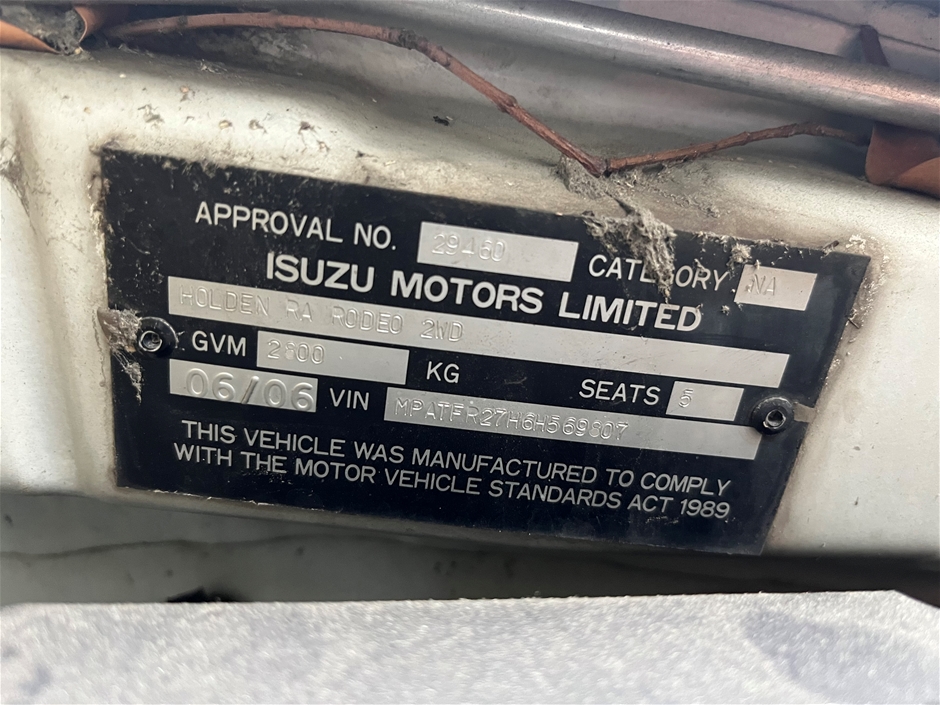 APPROVAL NO. 29460 CATEGORY NA
ISUZU MOTORS LIMITED
HOLDEN RA RODEO 2WD
GVM 2800 KG SEATS 5
06/06 VIN MPATFR27H6H569807
THIS VEHICLE WAS MANUFACTURED TO COMPLY
WITH THE MOTOR VEHICLE STANDARDS ACT 1989